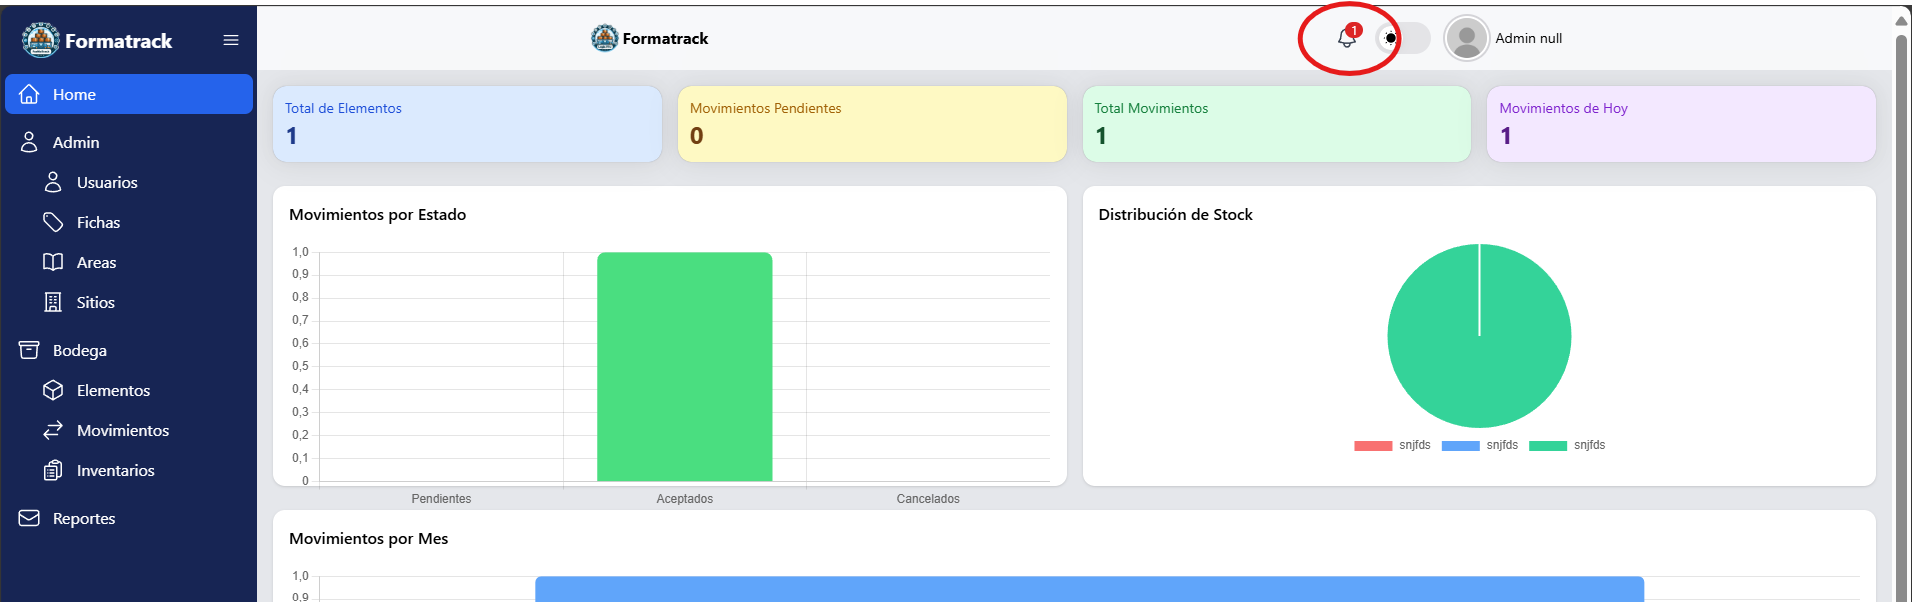 Formatrack
Formatrack
1
Admin null
Home
Admin
Usuarios
Fichas
Areas
Sitios
Bodega
Elementos
Movimientos
Inventarios
Reportes
Total de Elementos
1
Movimientos Pendientes
0
Total Movimientos
1
Movimientos de Hoy
1
Movimientos por Estado
1,0
0,9
0,8
0,7
0,6
0,5
0,4
0,3
0,2
0,1
0
Pendientes Aceptados Cancelados
Distribución de Stock
snjfds snjfds snjfds
Movimientos por Mes
1,0
0,9